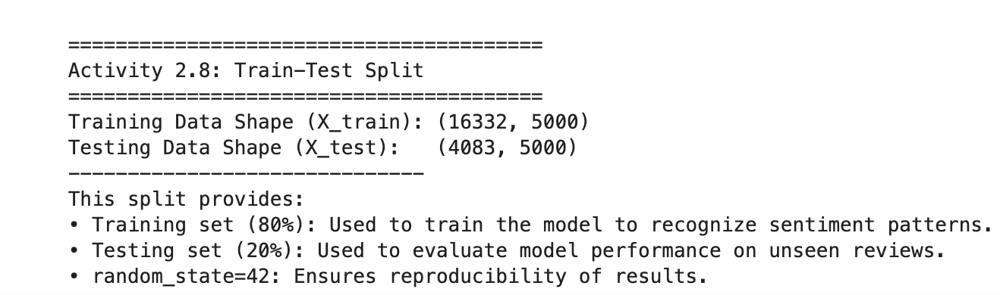 ========================================
Activity 2.8: Train-Test Split
========================================
Training Data Shape (X_train): (16332, 5000)
Testing Data Shape (X_test):   (4083, 5000)
------------------------------
This split provides:
• Training set (80%): Used to train the model to recognize sentiment patterns.
• Testing set (20%): Used to evaluate model performance on unseen reviews.
• random_state=42: Ensures reproducibility of results.